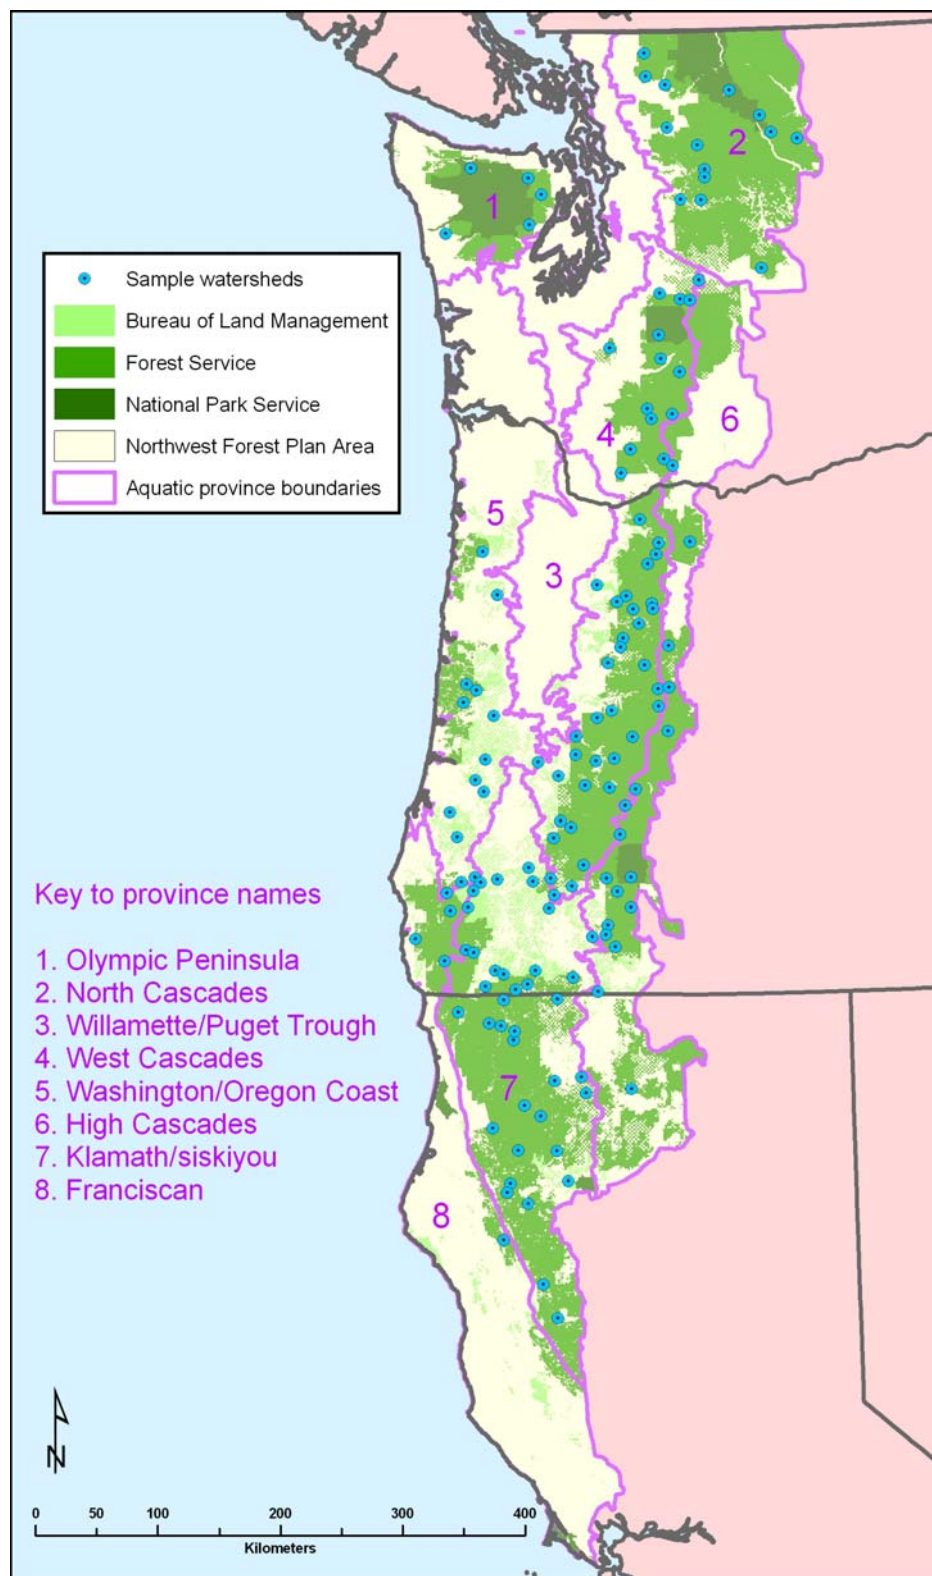 1
2
Sample watersheds
Bureau of Land Management
Forest Service
National Park Service
Northwest Forest Plan Area
Aquatic province boundaries
4
6
5
3
Key to province names
1. Olympic Peninsula
2. North Cascades
3. Willamette/Puget Trough
4. West Cascades
5. Washington/Oregon Coast
6. High Cascades
7. Klamath/siskiyou
8. Franciscan
7
8
N
0 50 100 200 300 400
Kilometers